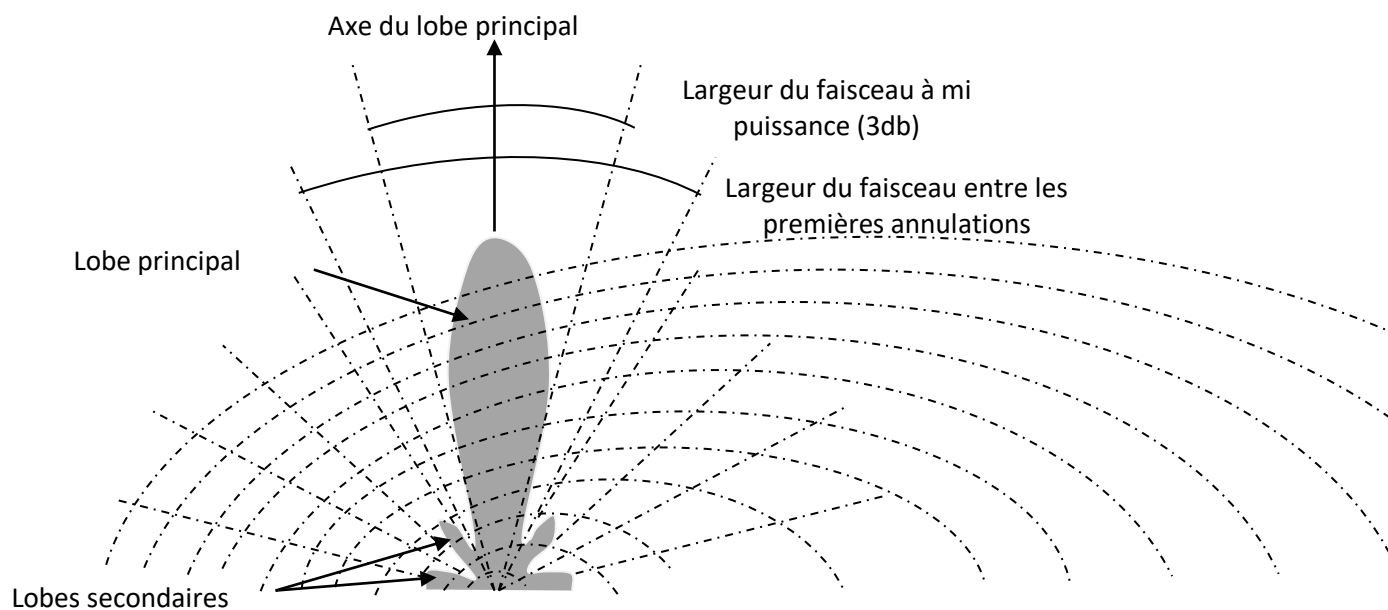 Axe du lobe principal
Largeur du faisceau à mi
puissance (3db)
Largeur du faisceau entre les
premières annulations
Lobe principal
Lobes secondaires